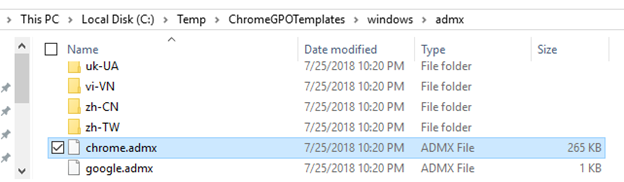 This PC > Local Disk (C:) > Temp > ChromeGPOTemplates > windows > admx
Name Date modified Type Size
uk-UA 7/25/2018 10:20 PM File folder
vi-VN 7/25/2018 10:20 PM File folder
zh-CN 7/25/2018 10:20 PM File folder
zh-TW 7/25/2018 10:20 PM File folder
chrome.admx 7/25/2018 10:20 PM ADMX File 265 KB
google.admx 7/25/2018 10:20 PM ADMX File 1 KB